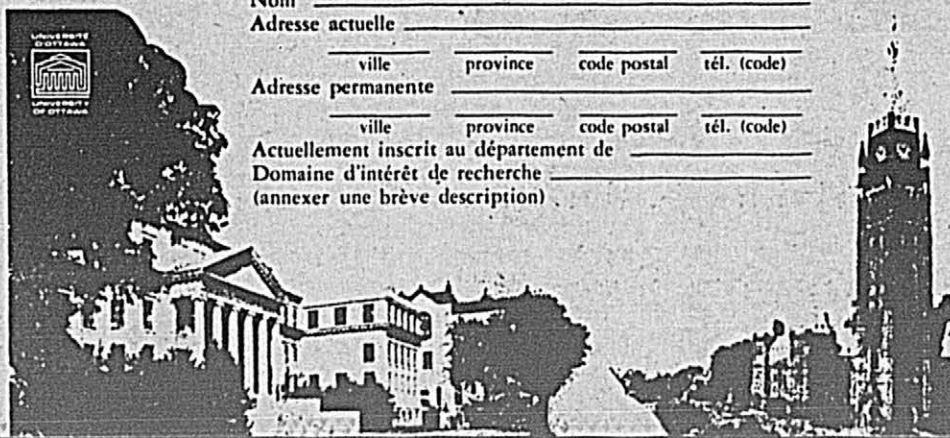 Nom
Adresse actuelle
ville province code postal tél. (code)
Adresse permanente
ville province code postal tél. (code)
Actuellement inscrit au département de
Domaine d'intérêt de recherche
(annexer une brève description)
UNIVERSITÉ
D'OTTAWA
UNIVERSITY
OF OTTAWA